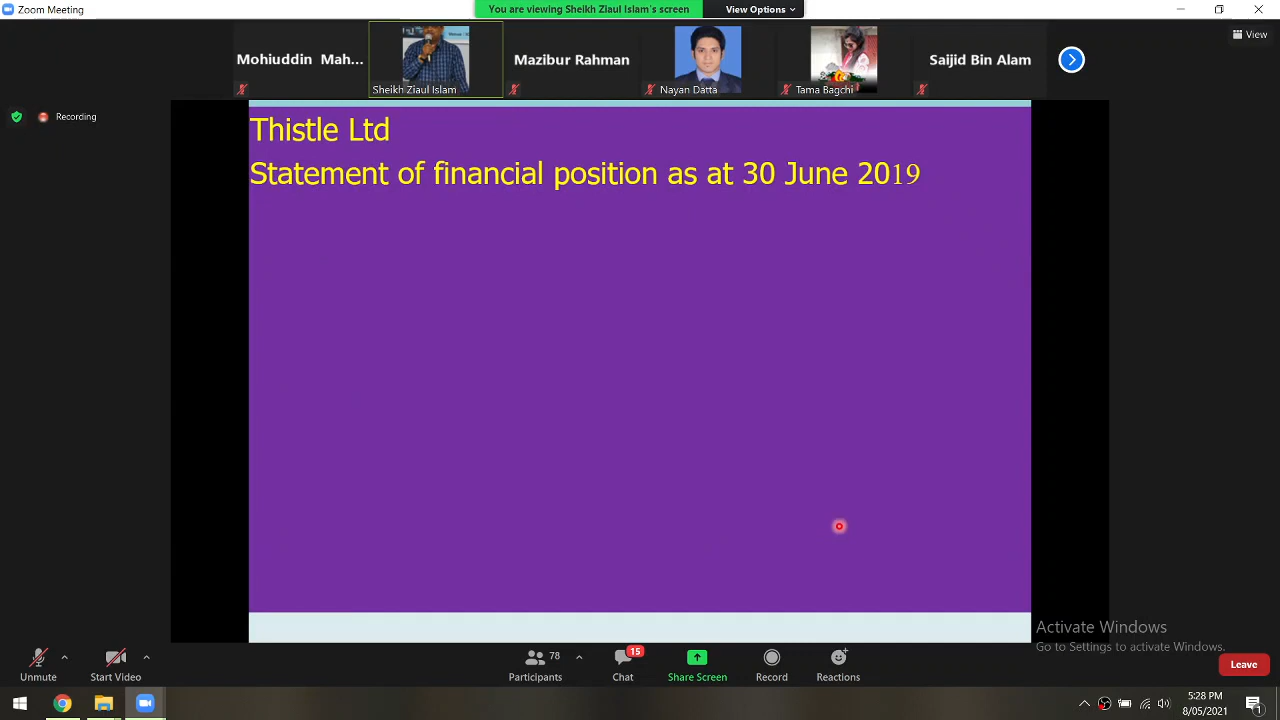 Zoom Meeting
You are viewing Sheikh Ziaul Islam's screen
View Options
View
Mohiuddin Mah...
Sheikh Ziaul Islam
Mazibur Rahman
Nayan Datta
Tama Bagchi
Saijid Bin Alam
Recording
Thistle Ltd
Statement of financial position as at 30 June 2019
Activate Windows
Go to Settings to activate Windows.
Unmute
Start Video
78
Participants
15
Chat
Share Screen
Record
Reactions
Leave
5:28 PM
8/05/2021
1